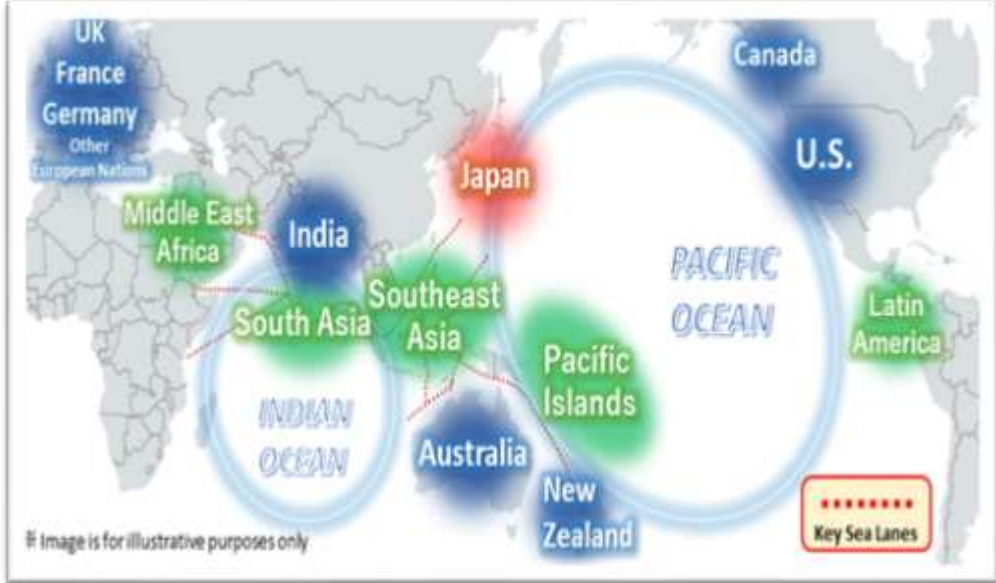 UK
France
Germany
Other
European Nations
Canada
U.S.
Japan
Middle East
Africa
India
South Asia
Southeast
Asia
PACIFIC
OCEAN
Latin
America
Pacific
Islands
INDIAN
OCEAN
Australia
New
Zealand
Key Sea Lanes
※ Image is for illustrative purposes only